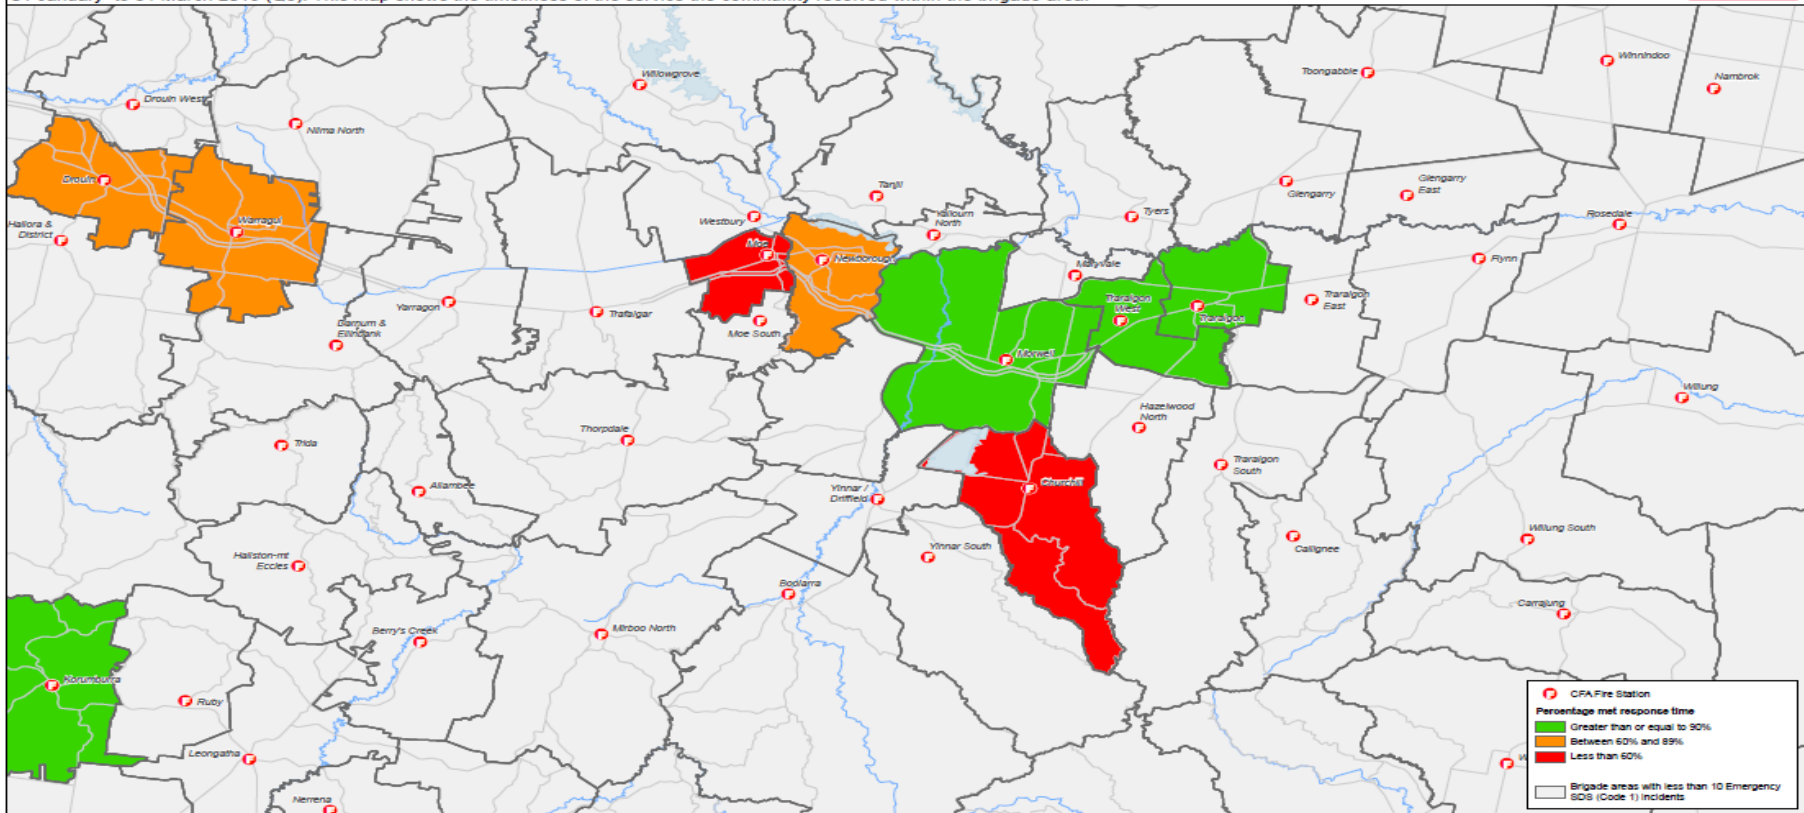 Willowgrove
Toongabbie
Winnindoo
Nambrok
Drouin West
Nilma North
Drouin
Warragul
Hallora &
District
Westbury
Tanjil
Yallourn
North
Tyers
Glengarry
Glengarry
East
Rosedale
Moe
Newborough
Maryvale
Flynn
Yarragon
Trafalgar
Moe South
Traralgon
West
Traralgon
Traralgon
East
Darnum &
Ellinbank
Morwell
Willung
Hazelwood
North
Trida
Thorpdale
Allambee
Yinnar /
Driffield
Churchill
Traralgon
South
Hallston-mt
Eccles
Yinnar South
Callignee
Willung South
Boolarra
Carrajung
Berry's Creek
Mirboo North
Korumburra
Ruby
Leongatha
Nerrena
CFA Fire Station
Percentage met response time
Greater than or equal to 90%
Between 60% and 89%
Less than 60%
Brigade areas with less than 10 Emergency
SDS (Code 1) incidents